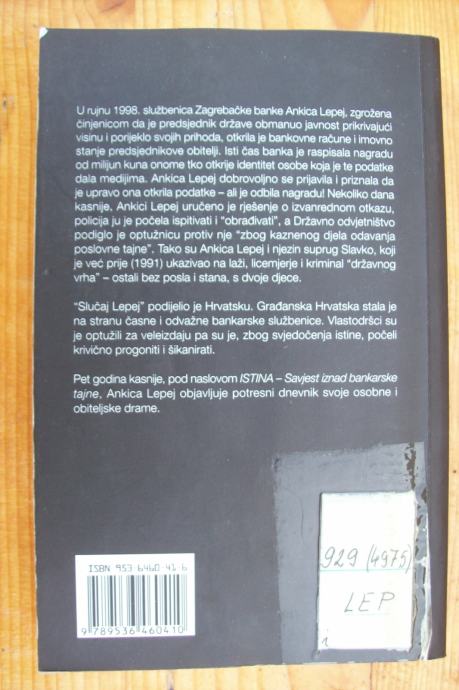 U rujnu 1998. službenica Zagrebačke banke Ankica Lepej, zgrožena
činjenicom da je predsjednik države obmanuo javnost prikrivajući
visinu i porijeklo svojih prihoda, otkrila je bankovne račune i imovno
stanje predsjednikove obitelji. Isti čas banka je raspisala nagradu
od milijun kuna onome tko otkrije identitet osobe koja je te podatke
dala medijima. Ankica Lepej dobrovoljno se prijavila i priznala da
je upravo ona otkrila podatke – ali je odbila nagradu! Nekoliko dana
kasnije, Ankici Lepej uručeno je rješenje o izvanrednom otkazu,
policija ju je počela ispitivati i “obrađivati”, a Državno odvjetništvo
podiglo je optužnicu protiv nje “zbog kaznenog djela odavanja
poslovne tajne”. Tako su Ankica Lepej i njezin suprug Slavko, koji
je već prije (1991) ukazivao na laži, licemjerje i kriminal “državnog
vrha” – ostali bez posla i stana, s dvoje djece.
“Slučaj Lepej” podijelio je Hrvatsku. Građanska Hrvatska stala je
na stranu časne i odvažne bankarske službenice. Vlastodršci su
je optužili za veleizdaju pa su je, zbog svjedočenja istine, počeli
krivično progoniti i šikanirati.
Pet godina kasnije, pod naslovom ISTINA – Savjest iznad bankarske
tajne, Ankica Lepej objavljuje potresni dnevnik svoje osobne i
obiteljske drame.
ISBN 953-6460-41-6
9 789536 460410
929 (4975)
LEP